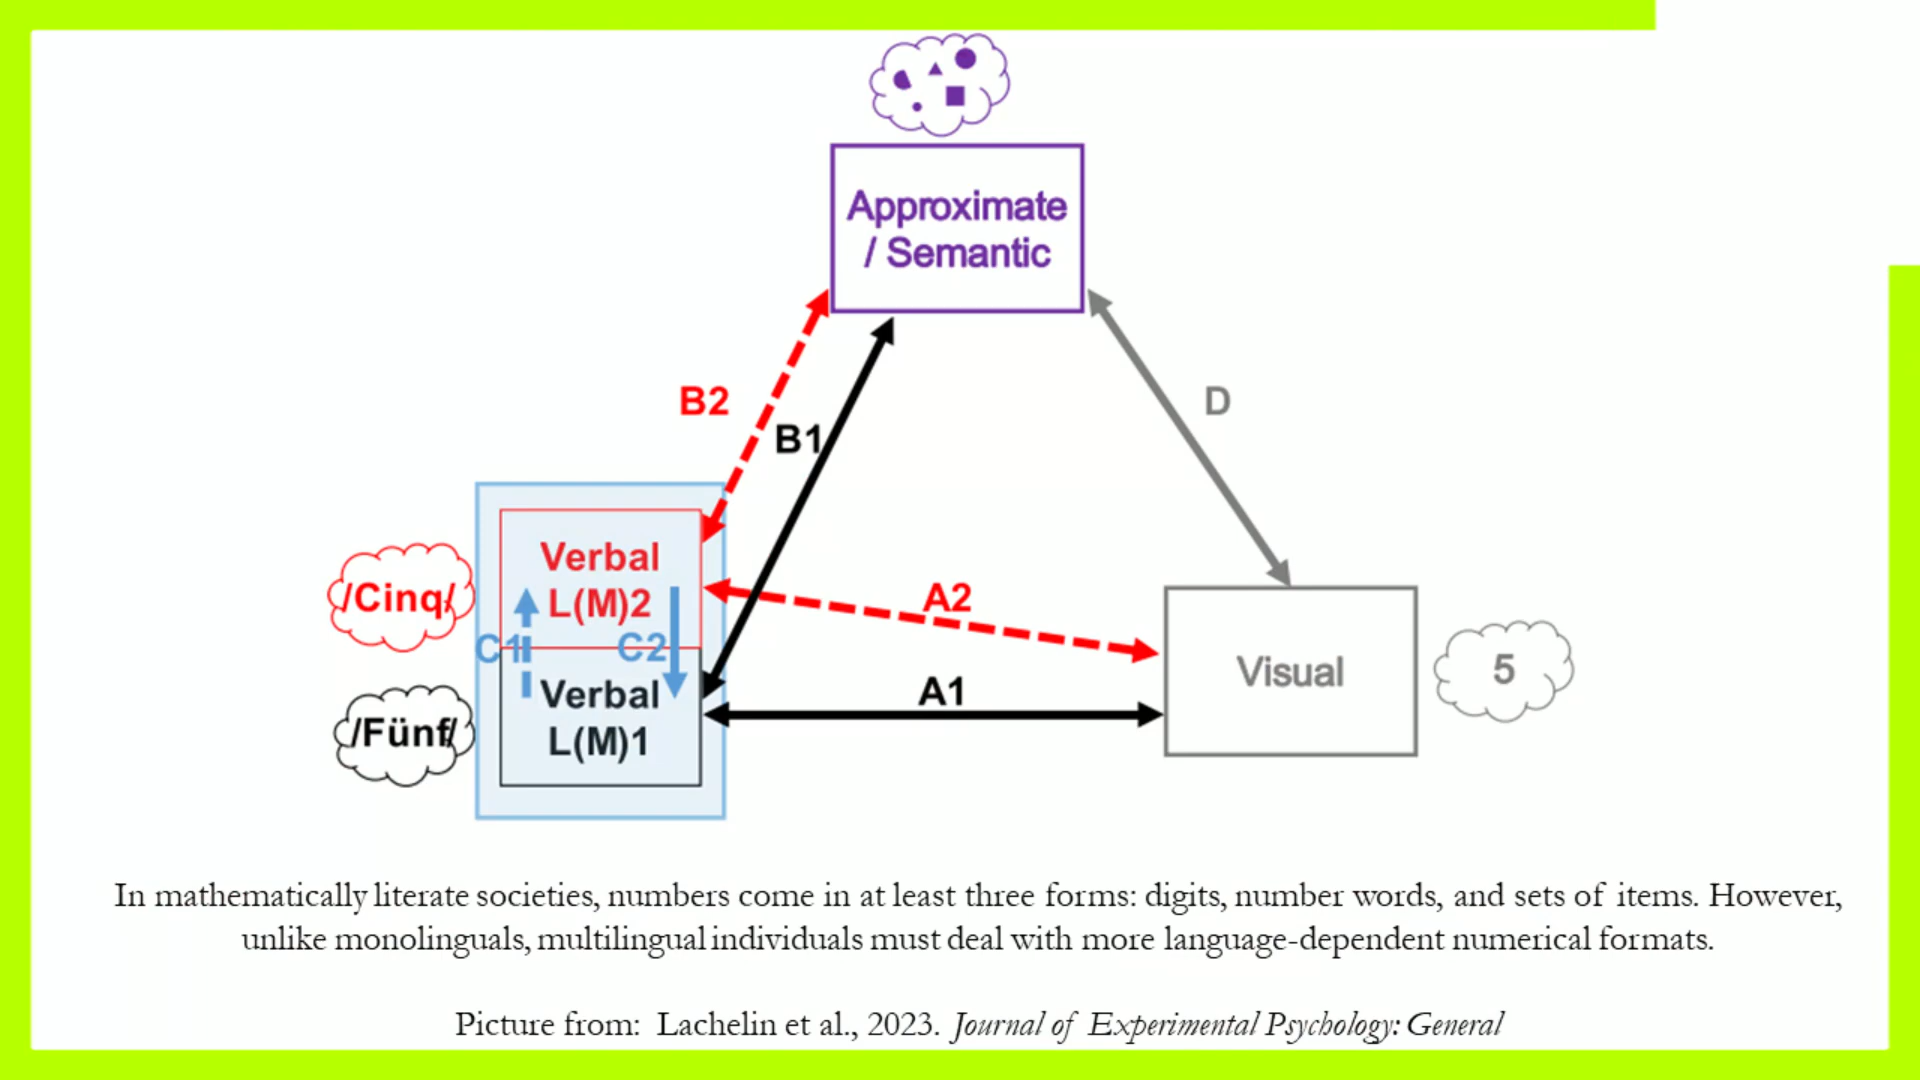 Approximate
/ Semantic
B2
B1
D
Verbal
L(M)2
/Cinq/
A2
C1
C2
Verbal
L(M)1
/Fünf/
A1
Visual
5
In mathematically literate societies, numbers come in at least three forms: digits, number words, and sets of items. However,
unlike monolinguals, multilingual individuals must deal with more language-dependent numerical formats.
Picture from: Lachelin et al., 2023. Journal of Experimental Psychology: General